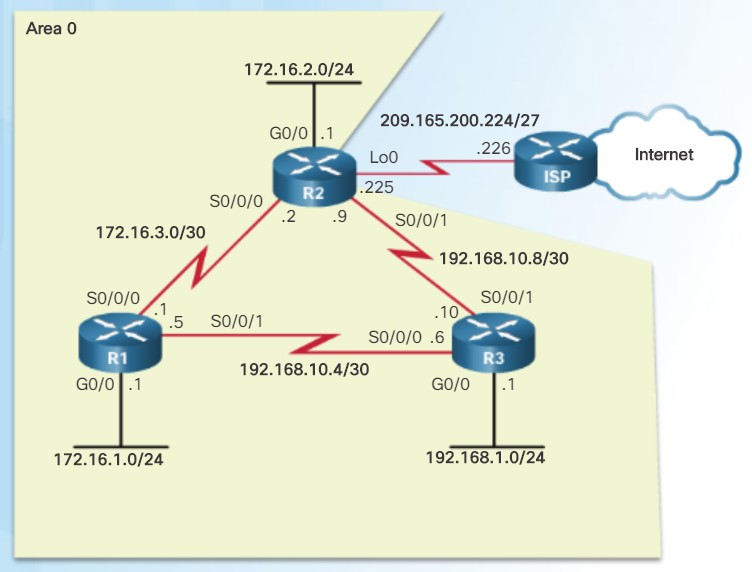 Area 0
172.16.2.0/24
209.165.200.224/27
G0/0 .1
.226
Internet
Lo0
ISP
R2
.225
S0/0/0
.2
.9
S0/0/1
172.16.3.0/30
192.168.10.8/30
S0/0/0
S0/0/1
.1
.10
.5
S0/0/1
S0/0/0 .6
R1
R3
192.168.10.4/30
G0/0 .1
G0/0 .1
172.16.1.0/24
192.168.1.0/24